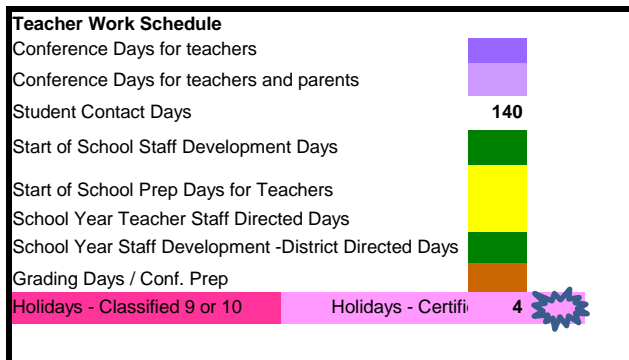 Teacher Work Schedule
Conference Days for teachers
Conference Days for teachers and parents
Student Contact Days 140
Start of School Staff Development Days
Start of School Prep Days for Teachers
School Year Teacher Staff Directed Days
School Year Staff Development -District Directed Days
Grading Days / Conf. Prep
Holidays - Classified 9 or 10 Holidays - Certifi 4